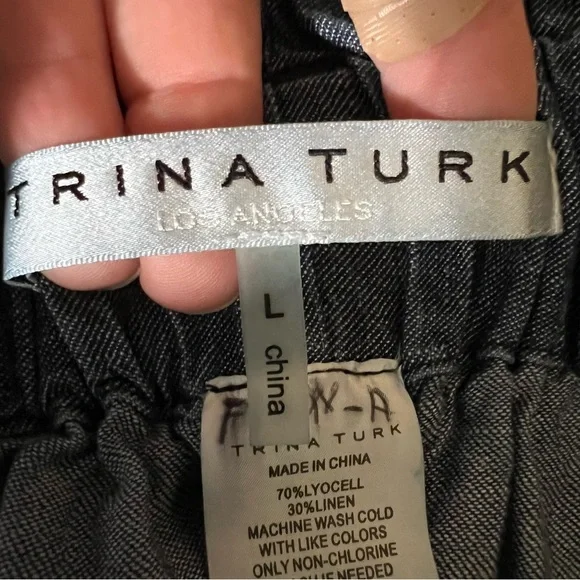 TRINA TURK
LOS ANGELES
L china
TRINA TURK
MADE IN CHINA
70%LYOCELL
30%LINEN
MACHINE WASH COLD
WITH LIKE COLORS
ONLY NON-CHLORINE
NEEDED